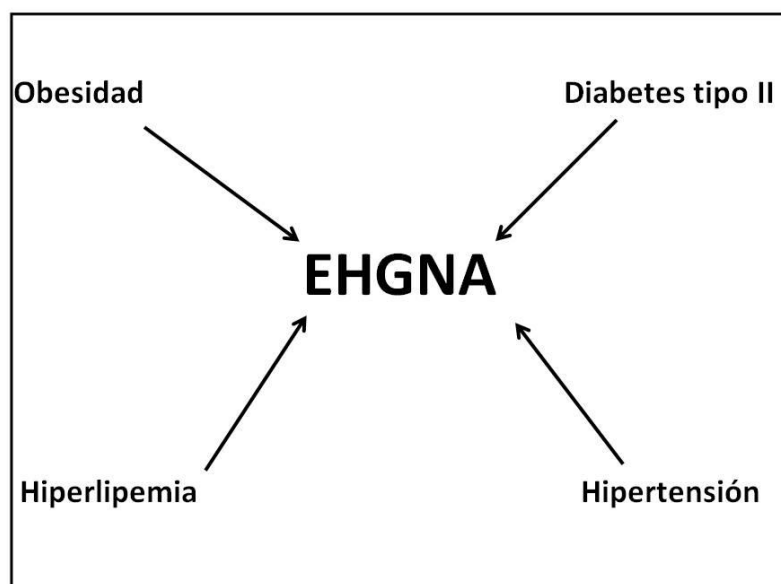 Obesidad
Diabetes tipo II
EHGNA
Hiperlipemia
Hipertensión